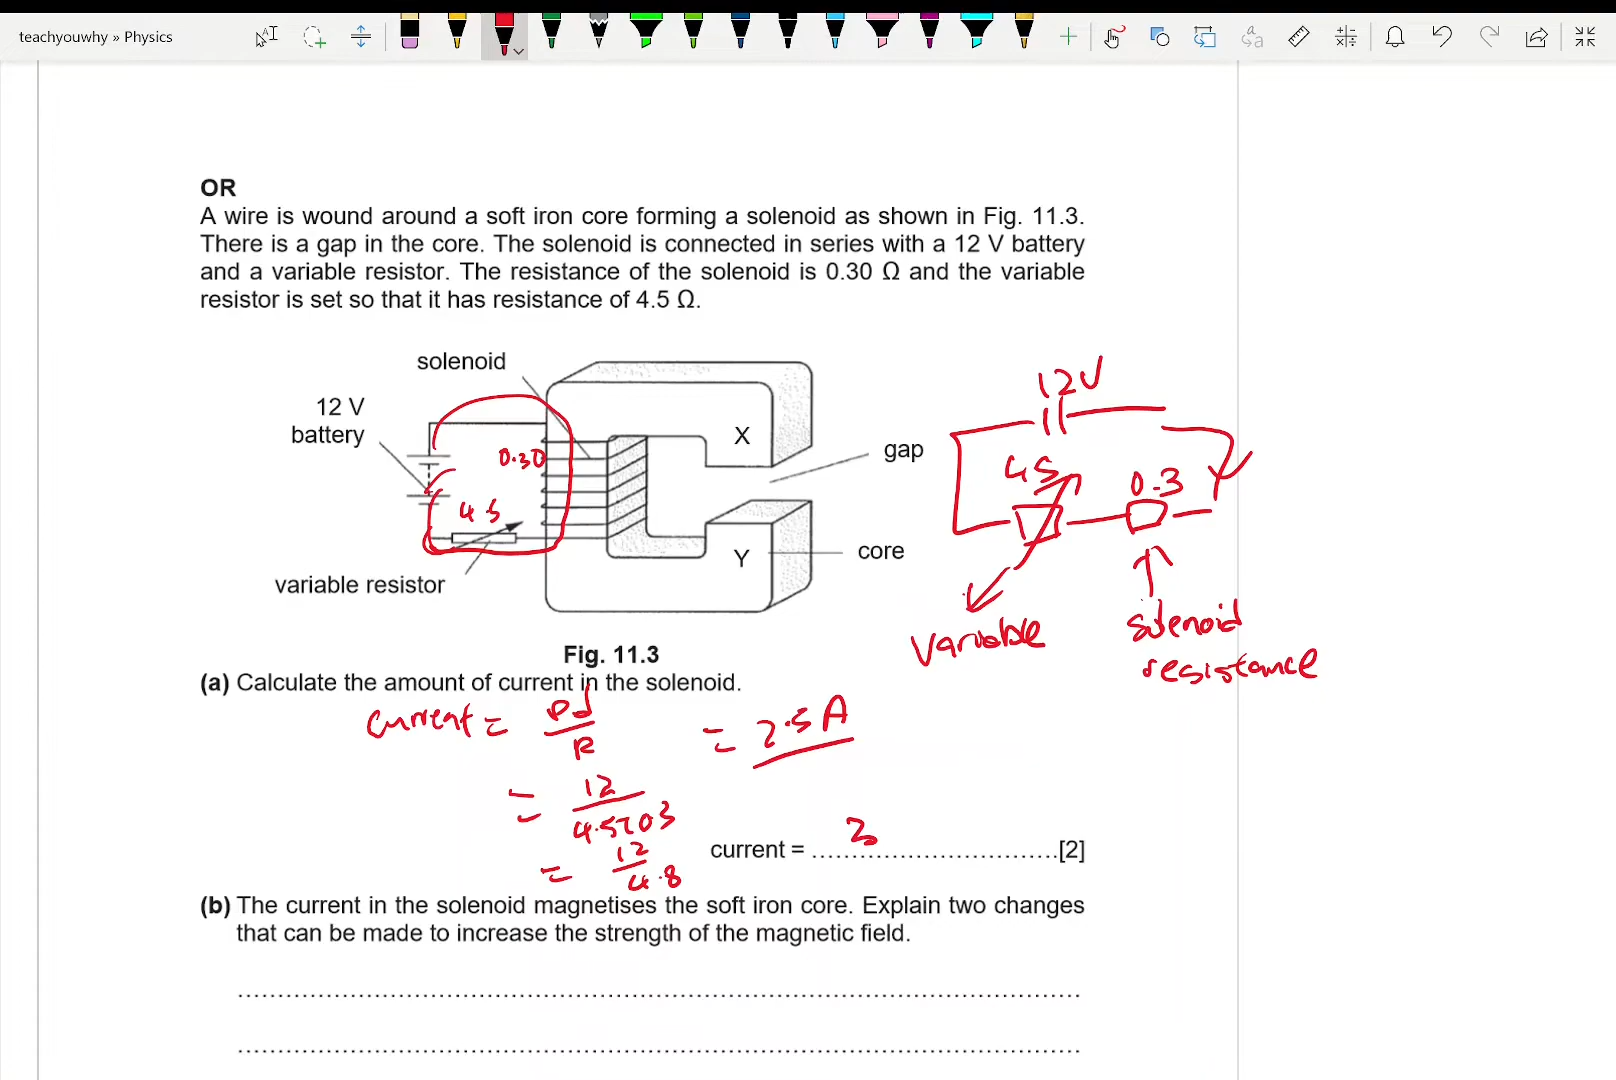 teachyouwhy » Physics
OR
A wire is wound around a soft iron core forming a solenoid as shown in Fig. 11.3.
There is a gap in the core. The solenoid is connected in series with a 12 V battery
and a variable resistor. The resistance of the solenoid is 0.30 Ω and the variable
resistor is set so that it has resistance of 4.5 Ω.
solenoid
12 V
battery
0.30
4 5
variable resistor
X
Y
gap
core
12V
4 5
0.3
variable
solenoid
resistance
Fig. 11.3
(a) Calculate the amount of current in the solenoid.
current = Pd
R
= 2.5 A
= 12
4.5+0.3
= 12
4.8
current = ................................[2]
(b) The current in the solenoid magnetises the soft iron core. Explain two changes
that can be made to increase the strength of the magnetic field.